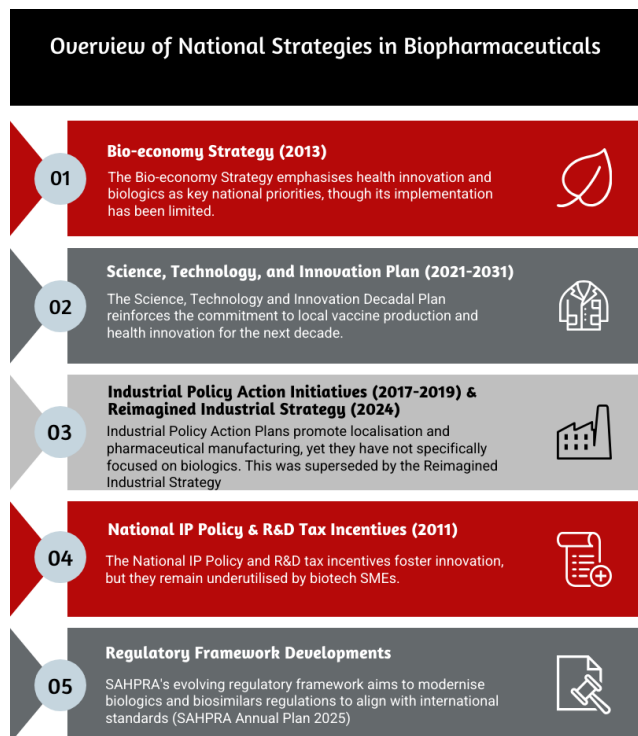 Overview of National Strategies in Biopharmaceuticals
01
Bio-economy Strategy (2013)
The Bio-economy Strategy emphasises health innovation and
biologics as key national priorities, though its implementation
has been limited.
02
Science, Technology, and Innovation Plan (2021-2031)
The Science, Technology and Innovation Decadal Plan
reinforces the commitment to local vaccine production and
health innovation for the next decade.
03
Industrial Policy Action Initiatives (2017-2019) &
Reimagined Industrial Strategy (2024)
Industrial Policy Action Plans promote localisation and
pharmaceutical manufacturing, yet they have not specifically
focused on biologics. This was superseded by the Reimagined
Industrial Strategy
04
National IP Policy & R&D Tax Incentives (2011)
The National IP Policy and R&D tax incentives foster innovation,
but they remain underutilised by biotech SMEs.
05
Regulatory Framework Developments
SAHPRA's evolving regulatory framework aims to modernise
biologics and biosimilars regulations to align with international
standards (SAHPRA Annual Plan 2025)